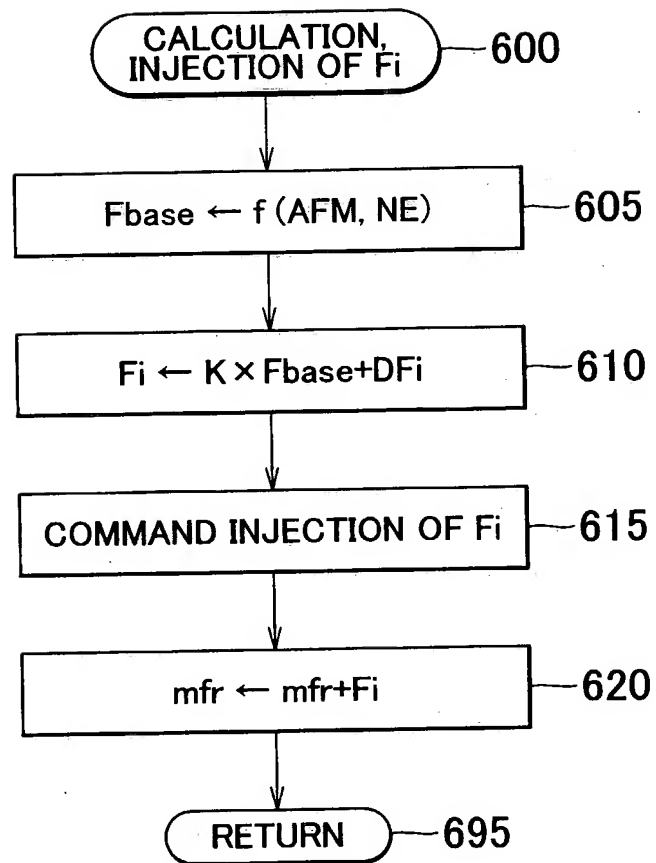 CALCULATION,
INJECTION OF Fi
600
Fbase ← f (AFM, NE)
605
Fi ← K × Fbase+DFi
610
COMMAND INJECTION OF Fi
615
mfr ← mfr+Fi
620
RETURN
695